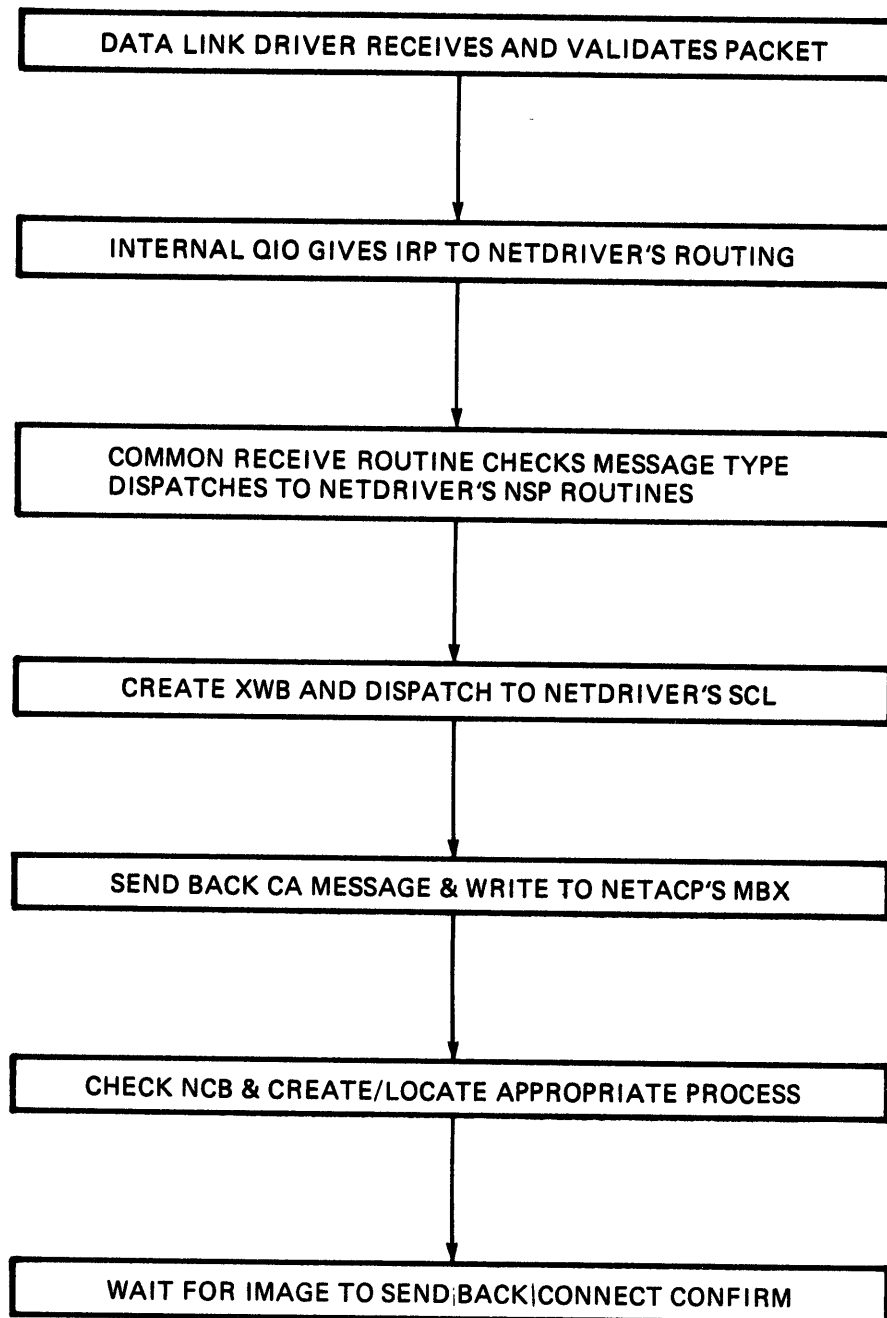 DATA LINK DRIVER RECEIVES AND VALIDATES PACKET
INTERNAL QIO GIVES IRP TO NETDRIVER'S ROUTING
COMMON RECEIVE ROUTINE CHECKS MESSAGE TYPE
DISPATCHES TO NETDRIVER'S NSP ROUTINES
CREATE XWB AND DISPATCH TO NETDRIVER'S SCL
SEND BACK CA MESSAGE & WRITE TO NETACP'S MBX
CHECK NCB & CREATE/LOCATE APPROPRIATE PROCESS
WAIT FOR IMAGE TO SEND BACK CONNECT CONFIRM